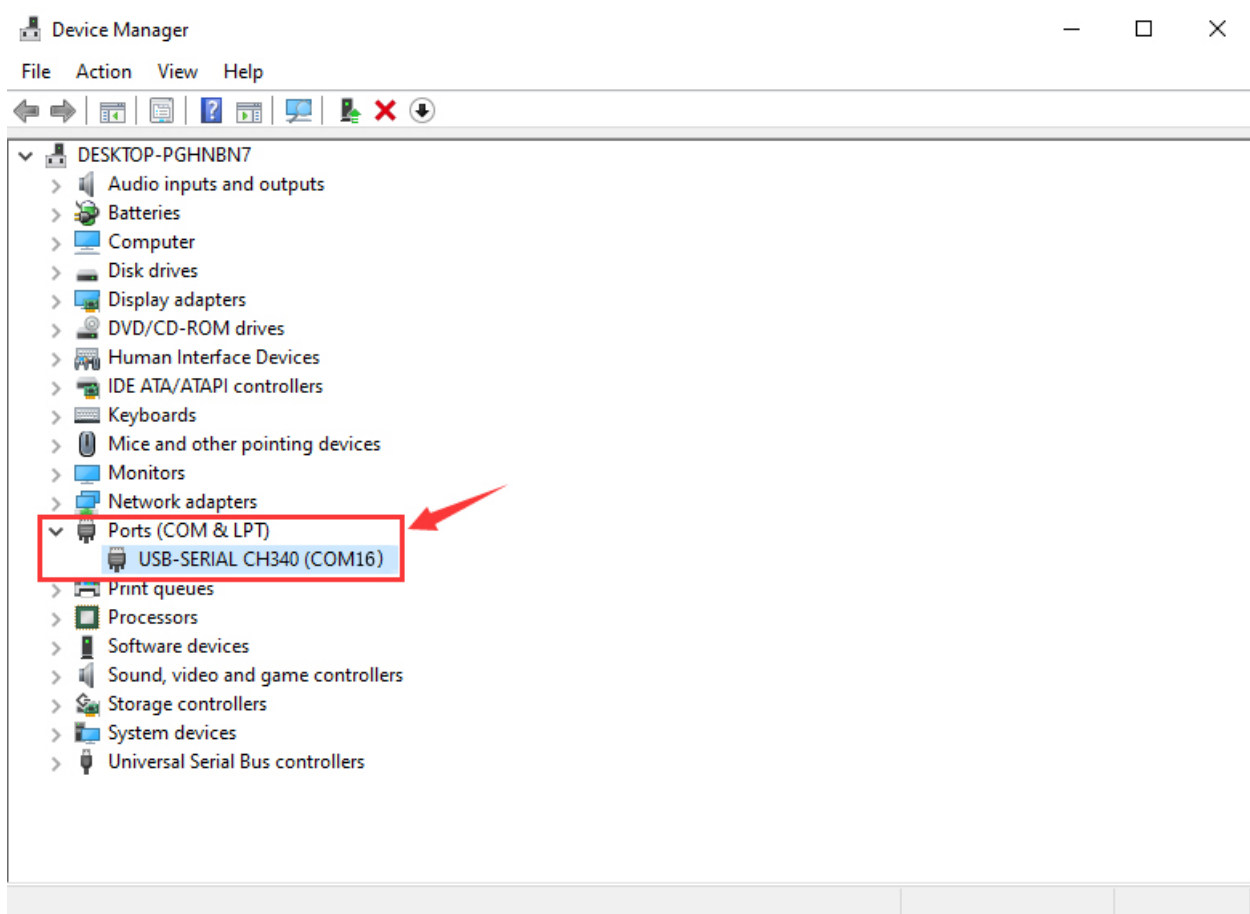 Device Manager
File Action View Help
DESKTOP-PGHNBN7
Audio inputs and outputs
Batteries
Computer
Disk drives
Display adapters
DVD/CD-ROM drives
Human Interface Devices
IDE ATA/ATAPI controllers
Keyboards
Mice and other pointing devices
Monitors
Network adapters
Ports (COM & LPT)
USB-SERIAL CH340 (COM16)
Print queues
Processors
Software devices
Sound, video and game controllers
Storage controllers
System devices
Universal Serial Bus controllers